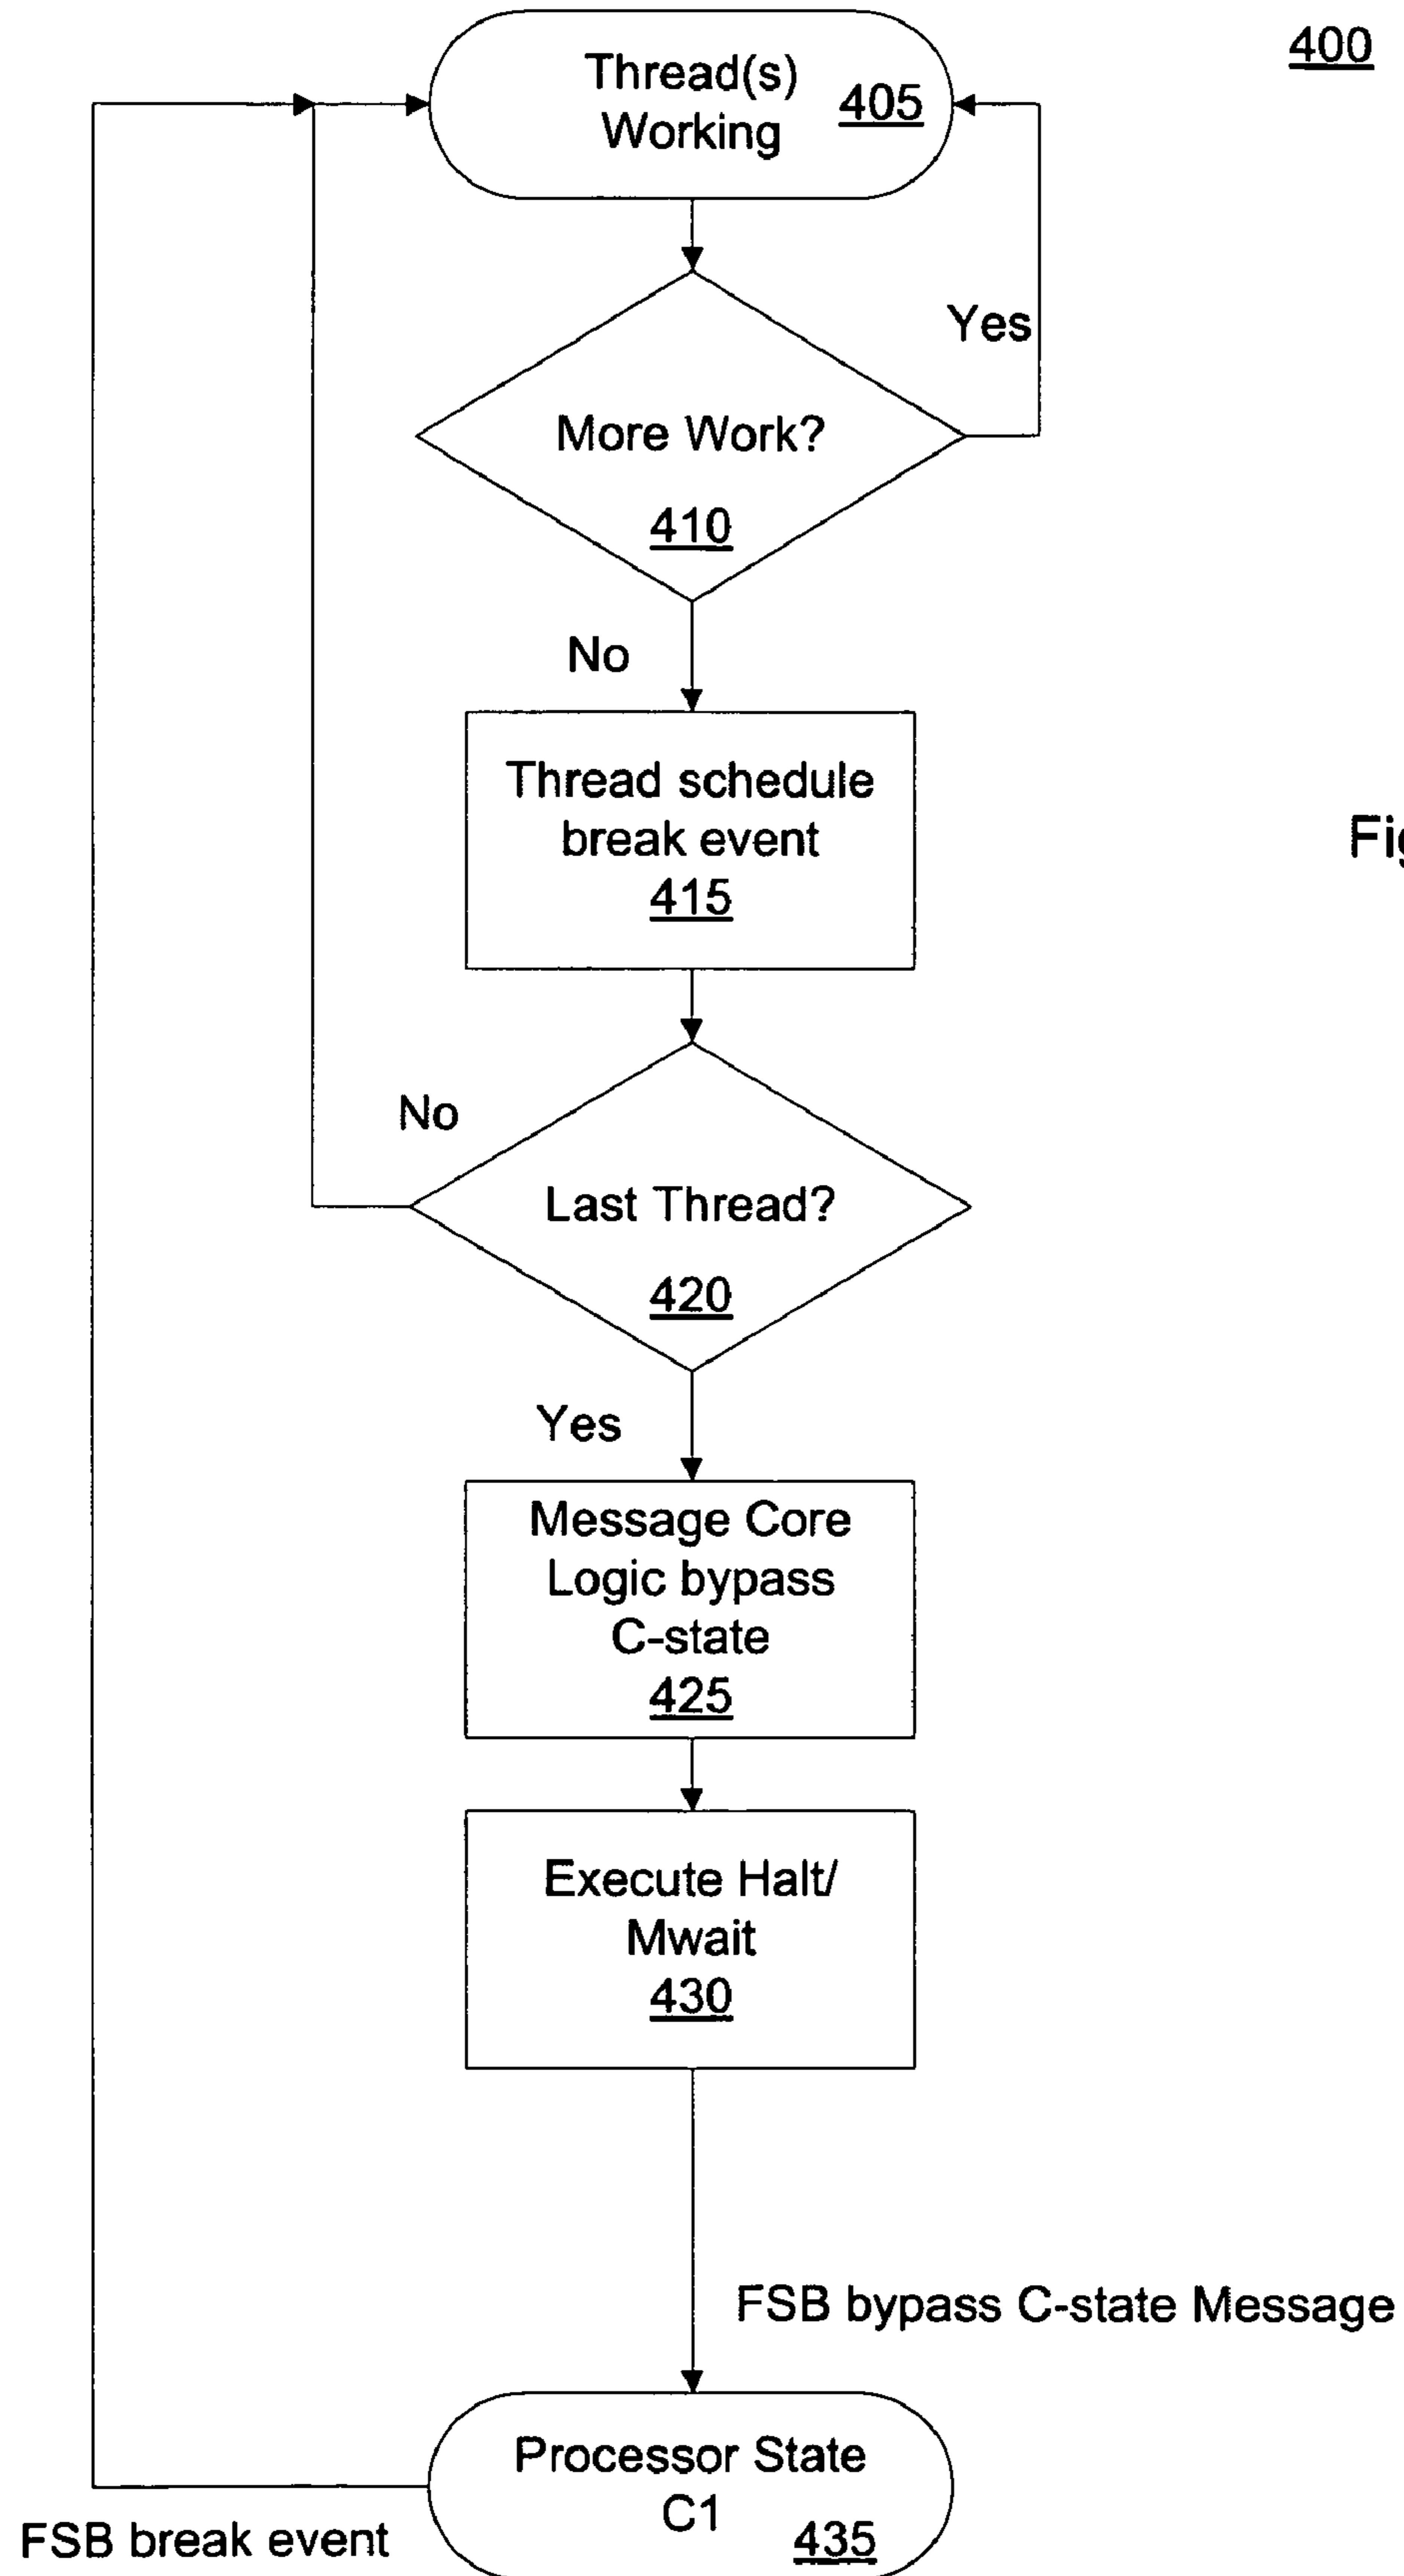 400
Thread(s)
Working
405
Yes
More Work?
410
No
Thread schedule
break event
415
No
Last Thread?
420
Yes
Message Core
Logic bypass
C-state
425
Execute Halt/
Mwait
430
FSB bypass C-state Message
Processor State
C1
435
FSB break event